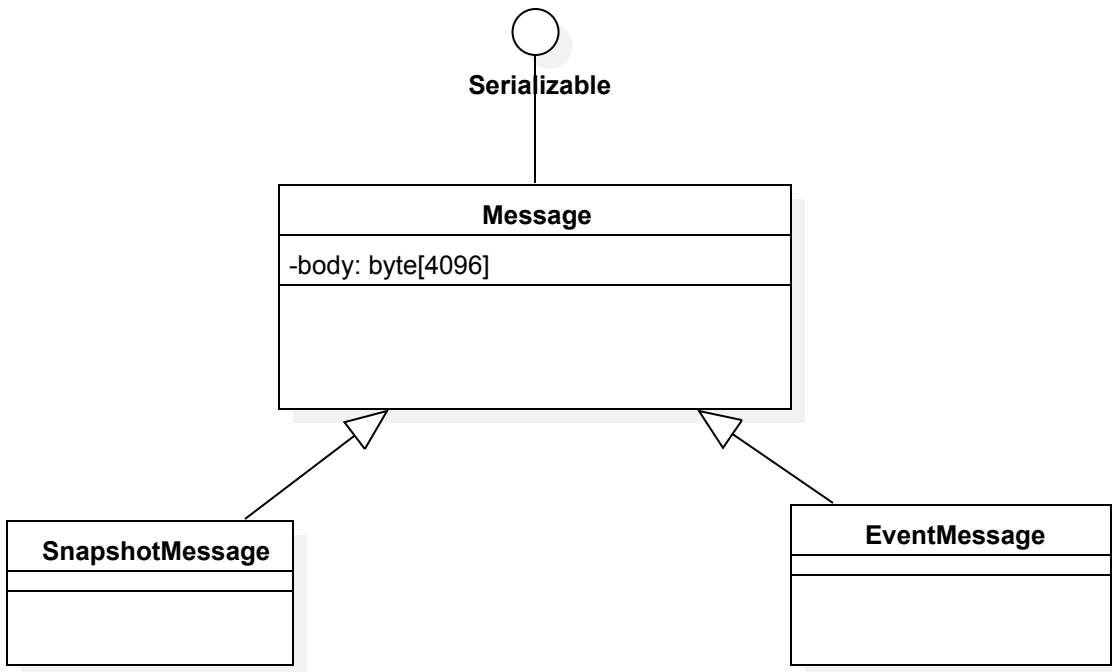 Serializable
Message
-body: byte[4096]
SnapshotMessage
EventMessage